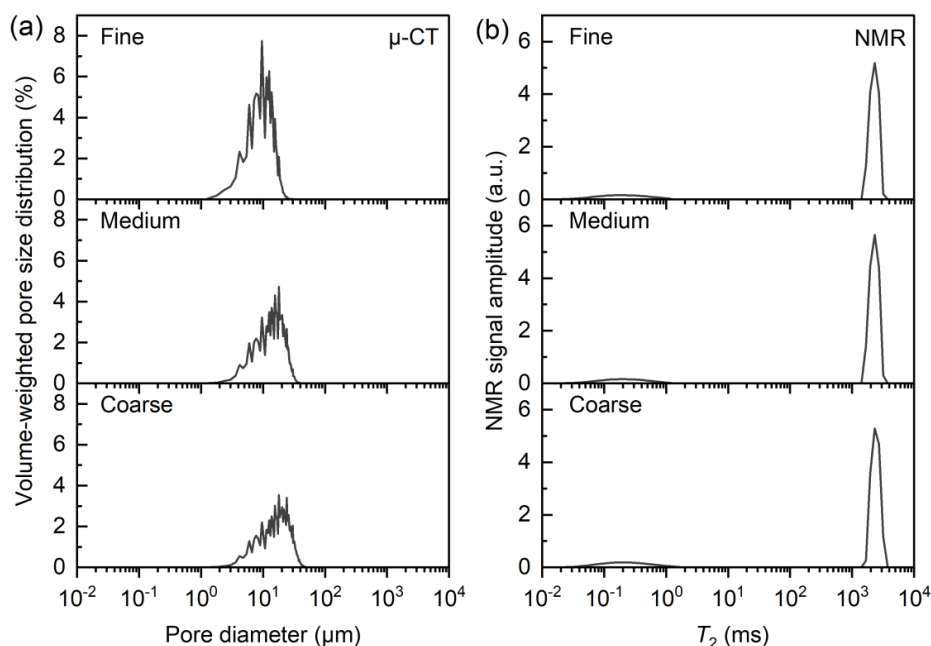 (a)
Fine
µ-CT
8
6
4
2
0
Medium
8
6
4
2
0
Coarse
8
6
4
2
0
10⁻² 10⁻¹ 10⁰ 10¹ 10² 10³ 10⁴
Pore diameter (µm)
Volume-weighted pore size distribution (%)
(b)
Fine
NMR
6
4
2
0
Medium
6
4
2
0
Coarse
6
4
2
0
10⁻² 10⁻¹ 10⁰ 10¹ 10² 10³ 10⁴
T₂ (ms)
NMR signal amplitude (a.u.)